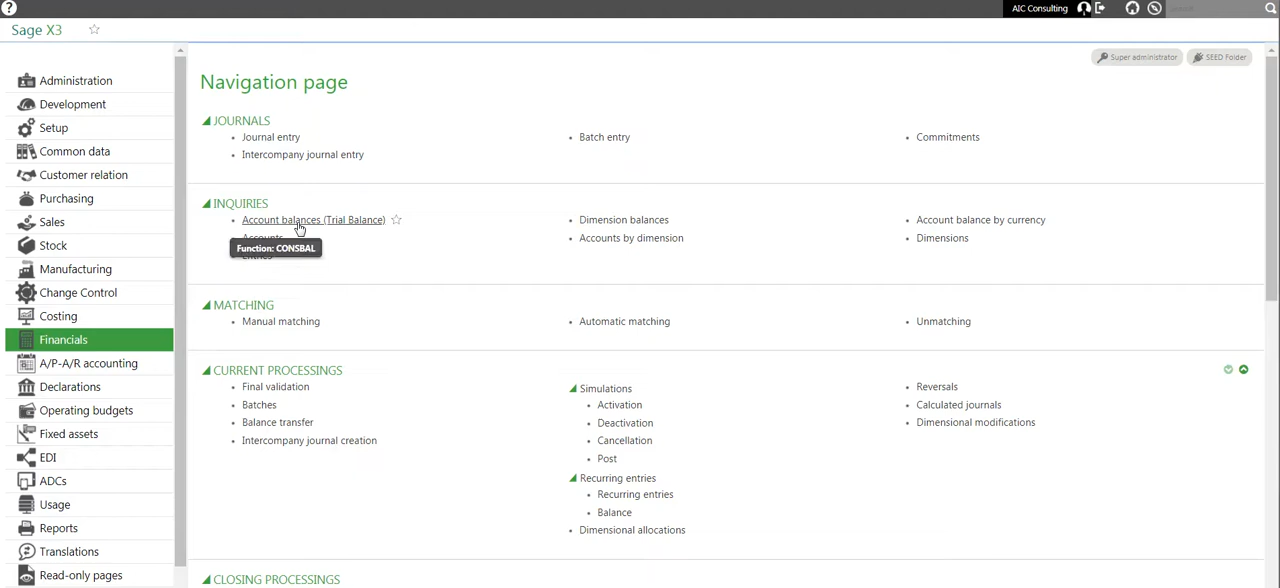 ?
AIC Consulting
Sage X3
Super administrator
SEED Folder
Administration
Development
Setup
Common data
Customer relation
Purchasing
Sales
Stock
Manufacturing
Change Control
Costing
Financials
A/P-A/R accounting
Declarations
Operating budgets
Fixed assets
EDI
ADCs
Usage
Reports
Translations
Read-only pages
Navigation page
JOURNALS
Journal entry
Batch entry
Commitments
Intercompany journal entry
INQUIRIES
Account balances (Trial Balance)
Dimension balances
Account balance by currency
Accounts
Accounts by dimension
Dimensions
Function: CONSBAL
Entries
MATCHING
Manual matching
Automatic matching
Unmatching
CURRENT PROCESSINGS
Final validation
Batches
Balance transfer
Intercompany journal creation
Simulations
Activation
Deactivation
Cancellation
Post
Recurring entries
Recurring entries
Balance
Dimensional allocations
Reversals
Calculated journals
Dimensional modifications
CLOSING PROCESSINGS